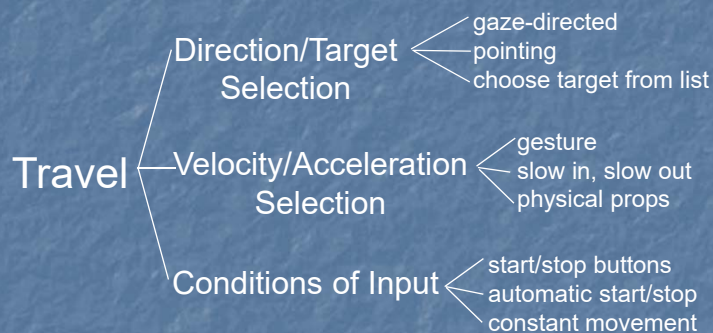 Travel
Direction/Target
Selection
gaze-directed
pointing
choose target from list
Velocity/Acceleration
Selection
gesture
slow in, slow out
physical props
Conditions of Input
start/stop buttons
automatic start/stop
constant movement